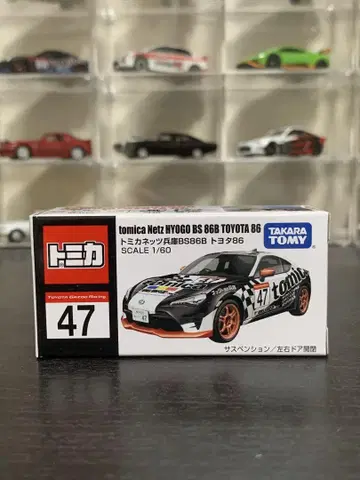 tomica Netz HYOGO BS 86B TOYOTA 86
トミカネッツ兵庫BS86B トヨタ86
SCALE 1/60
TAKARA
TOMY
トミカ
TOYOTA GAZOO Racing
47
tomica
47
サスペンション／左右ドア開閉